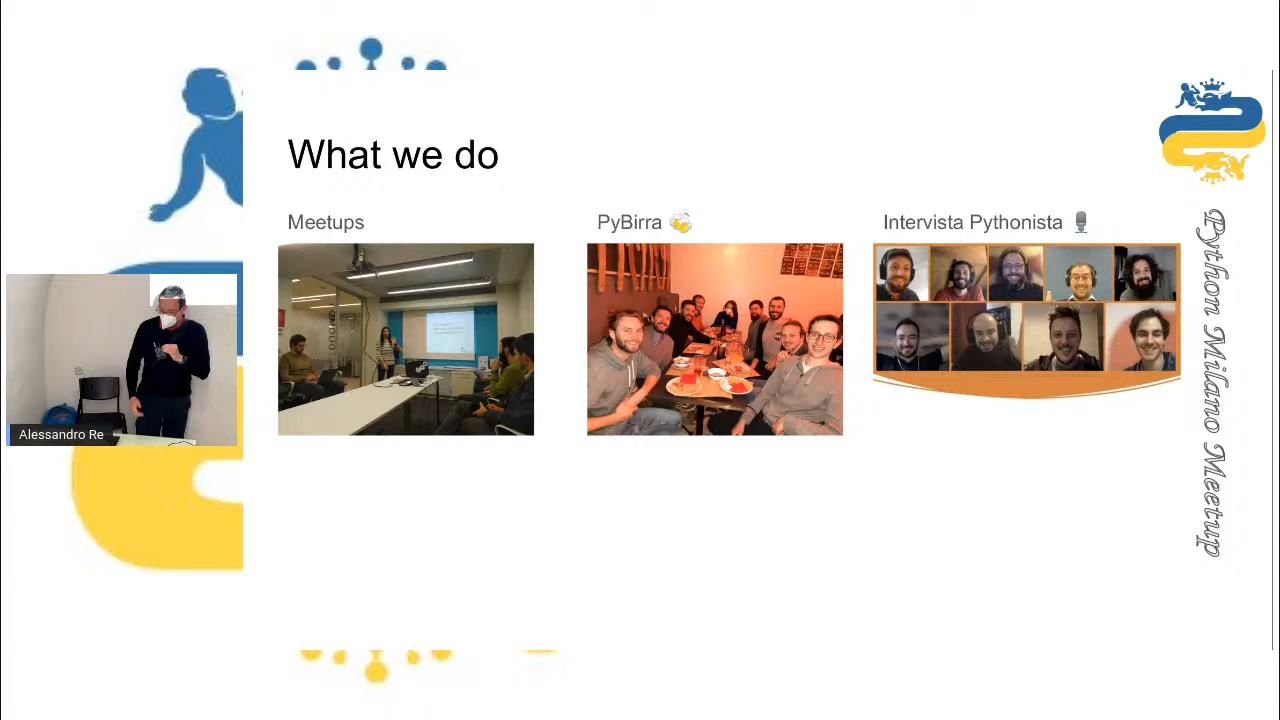 What we do
Meetups
PyBirra
Intervista Pythonista
Python Milano Meetup
Alessandro Re